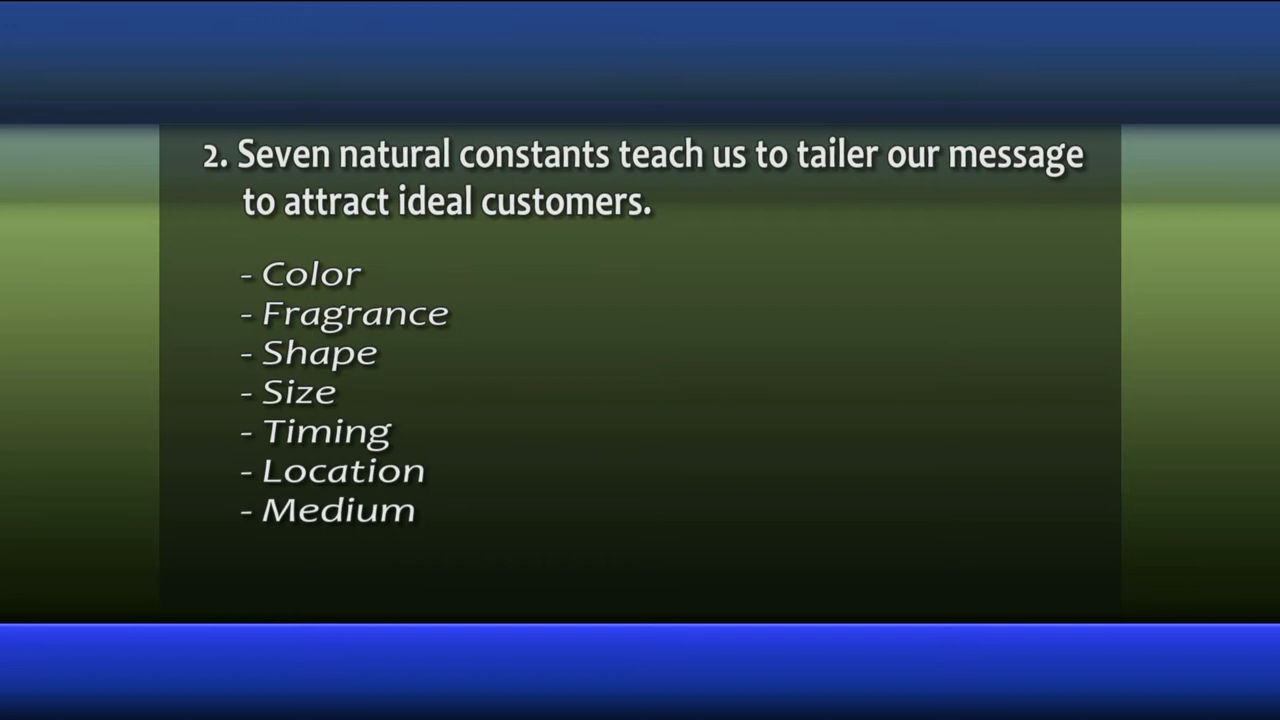 2. Seven natural constants teach us to tailer our message
to attract ideal customers.
- Color
- Fragrance
- Shape
- Size
- Timing
- Location
- Medium